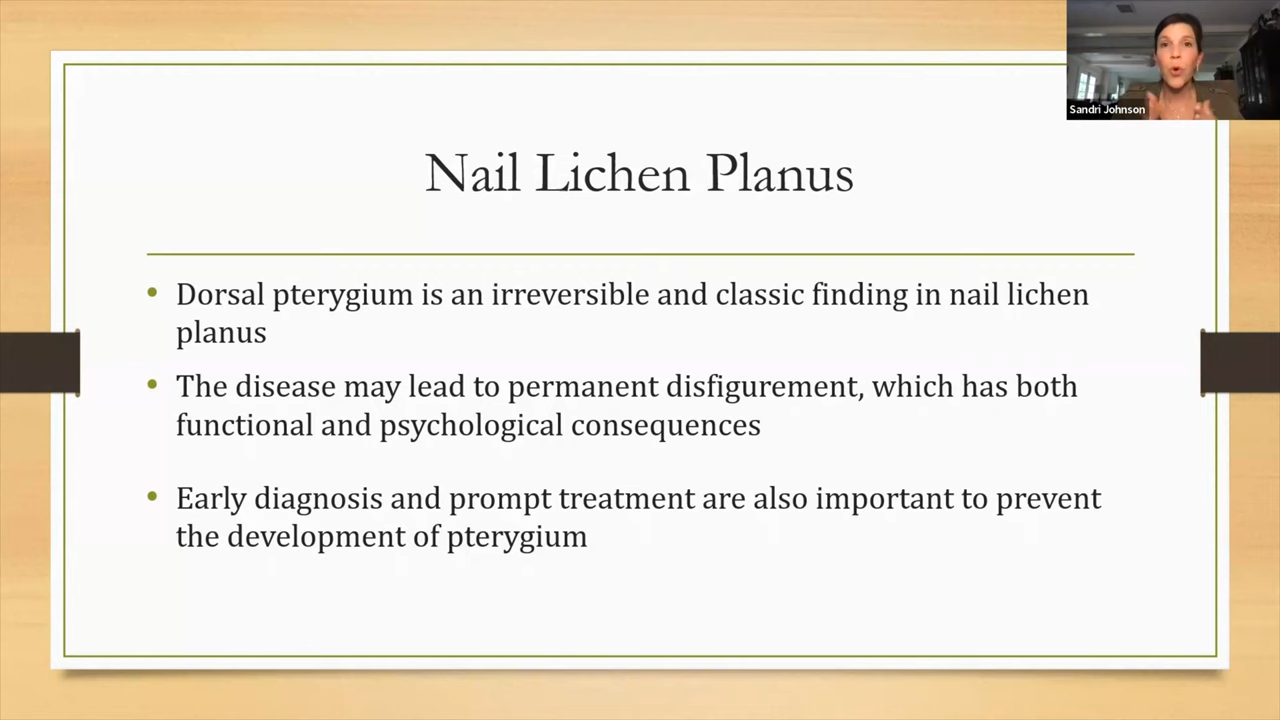 Sandri Johnson
Nail Lichen Planus
• Dorsal pterygium is an irreversible and classic finding in nail lichen
planus
• The disease may lead to permanent disfigurement, which has both
functional and psychological consequences
• Early diagnosis and prompt treatment are also important to prevent
the development of pterygium